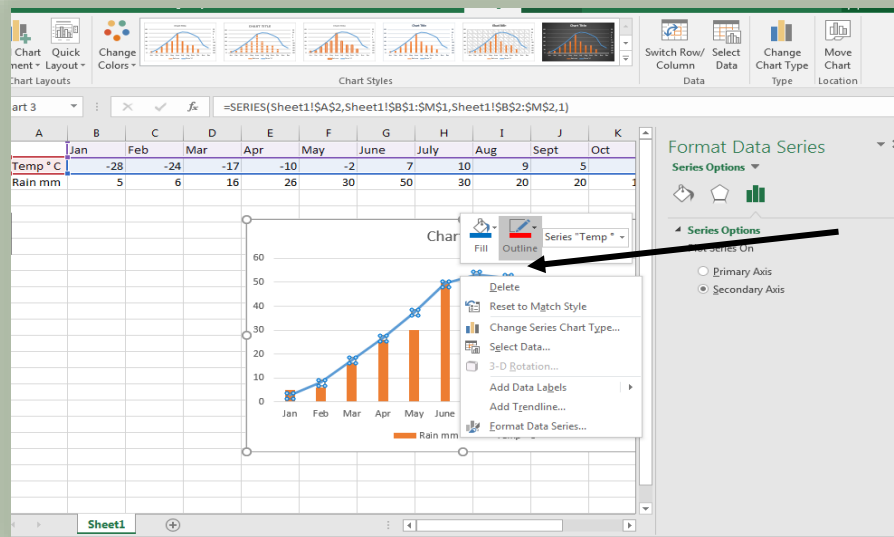 Chart Quick Change Switch Row/ Select Change Move
Layout Colors Column Data Chart Type Chart
Chart Layouts Chart Styles Data Type Location
art 3 fx =SERIES(Sheet1!$A$2,Sheet1!$B$1:$M$1,Sheet1!$B$2:$M$2,1)
A B C D E F G H I J K
Jan Feb Mar Apr May June July Aug Sept Oct
Temp ° C -28 -24 -17 -10 -2 7 10 9 5
Rain mm 5 6 16 26 30 50 30 20 20 1
Format Data Series
Series Options
Series Options
Plot Series On
Primary Axis
Secondary Axis
Char
Fill Outline Series "Temp °
Delete
Reset to Match Style
Change Series Chart Type...
Select Data...
3-D Rotation...
Add Data Labels
Add Trendline...
Format Data Series...
60
50
40
30
20
10
0
Jan Feb Mar Apr May June
Rain mm
Sheet1